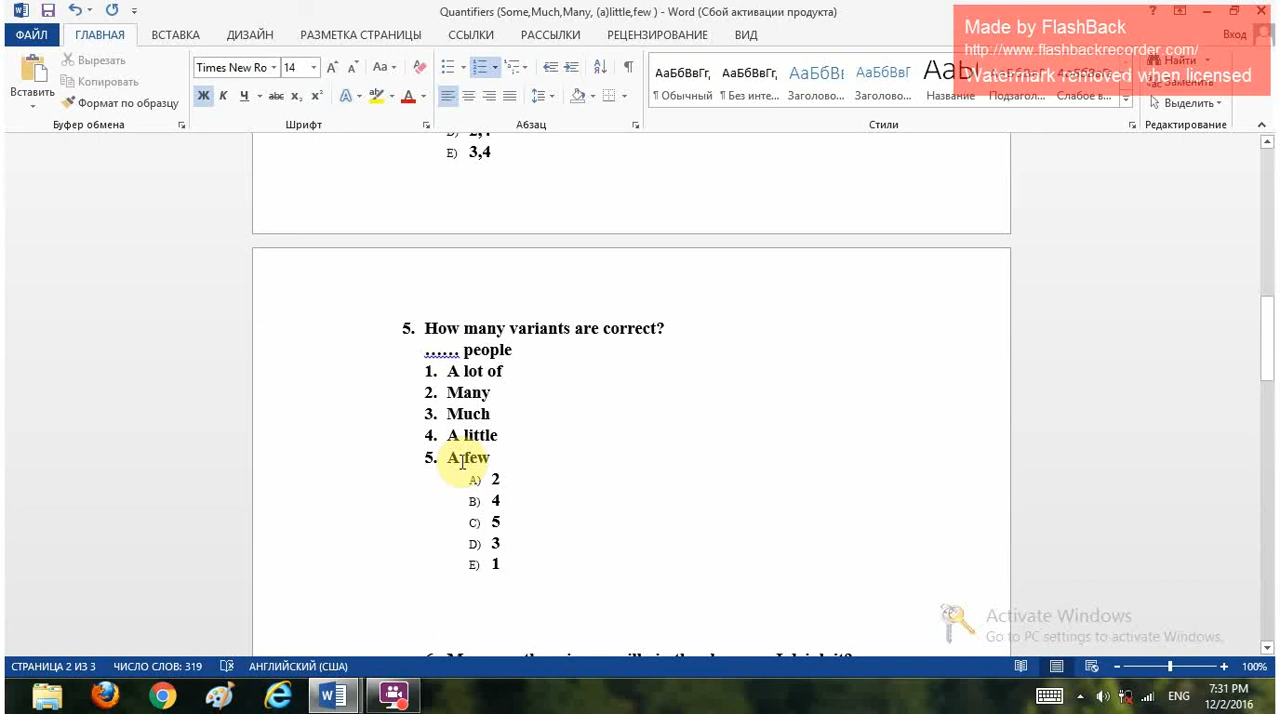 Quantifiers (Some,Much,Many, (a)little,few ) - Word (Сбой активации продукта)
Made by FlashBack
http://www.flashbackrecorder.com/
Watermark removed when licensed
ФАЙЛ ГЛАВНАЯ ВСТАВКА ДИЗАЙН РАЗМЕТКА СТРАНИЦЫ ССЫЛКИ РАССЫЛКИ РЕЦЕНЗИРОВАНИЕ ВИД Вход
Вставить
Вырезать
Копировать
Формат по образцу
Буфер обмена
Times New Ro 14
Ж К Ч abc
Шрифт
Абзац
АаБбВвГг, АаБбВвГг, АаБбВı АаБбВвГ
¶ Обычный ¶ Без инте... Заголово... Заголово... Название Подзагол... Слабое в...
Стили
Найти
Заменить
Выделить
Редактирование
E) 3,4
5. How many variants are correct?
…… people
1. A lot of
2. Many
3. Much
4. A little
5. A few
A) 2
B) 4
C) 5
D) 3
E) 1
Activate Windows
Go to PC settings to activate Windows.
СТРАНИЦА 2 ИЗ 3 ЧИСЛО СЛОВ: 319 АНГЛИЙСКИЙ (США) 100%
ENG
7:31 PM
12/2/2016